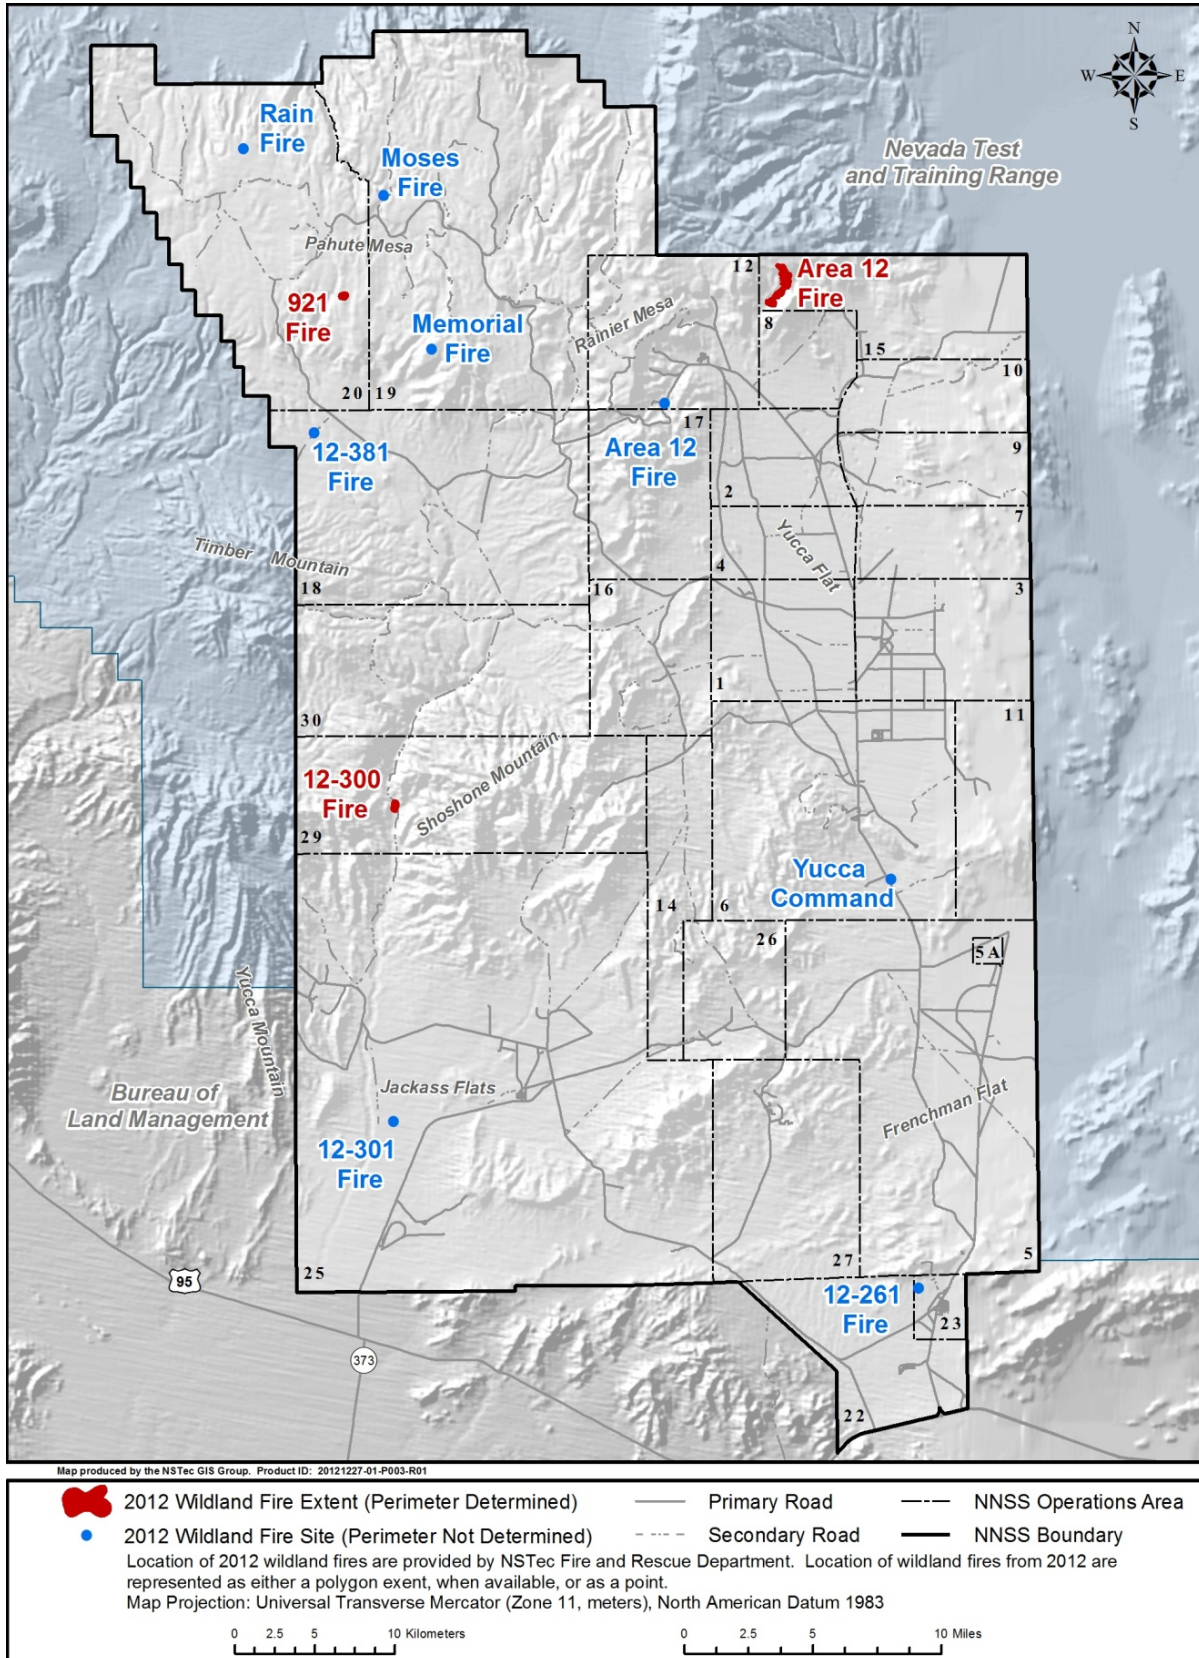 N
W E
S
Rain
Fire
Moses
Fire
Nevada Test
and Training Range
Pahute Mesa
12
Area 12
Fire
921
Fire
Memorial
Fire
Rainier Mesa
8
15
10
20
19
17
12-381
Fire
Area 12
Fire
9
2
7
Yucca Flat
Timber Mountain
4
18
16
3
1
30
11
12-300
Fire
Shoshone Mountain
29
Yucca
Command
14
6
26
5A
Yucca Mountain
Bureau of
Land Management
Jackass Flats
Frenchman Flat
12-301
Fire
25
27
5
95
12-261
Fire
23
373
22
Map produced by the NSTec GIS Group. Product ID: 20121227-01-P003-R01
2012 Wildland Fire Extent (Perimeter Determined)
Primary Road
NNSS Operations Area
2012 Wildland Fire Site (Perimeter Not Determined)
Secondary Road
NNSS Boundary
Location of 2012 wildland fires are provided by NSTec Fire and Rescue Department. Location of wildland fires from 2012 are
represented as either a polygon extent, when available, or as a point.
Map Projection: Universal Transverse Mercator (Zone 11, meters), North American Datum 1983
0 2.5 5 10 Kilometers
0 2.5 5 10 Miles